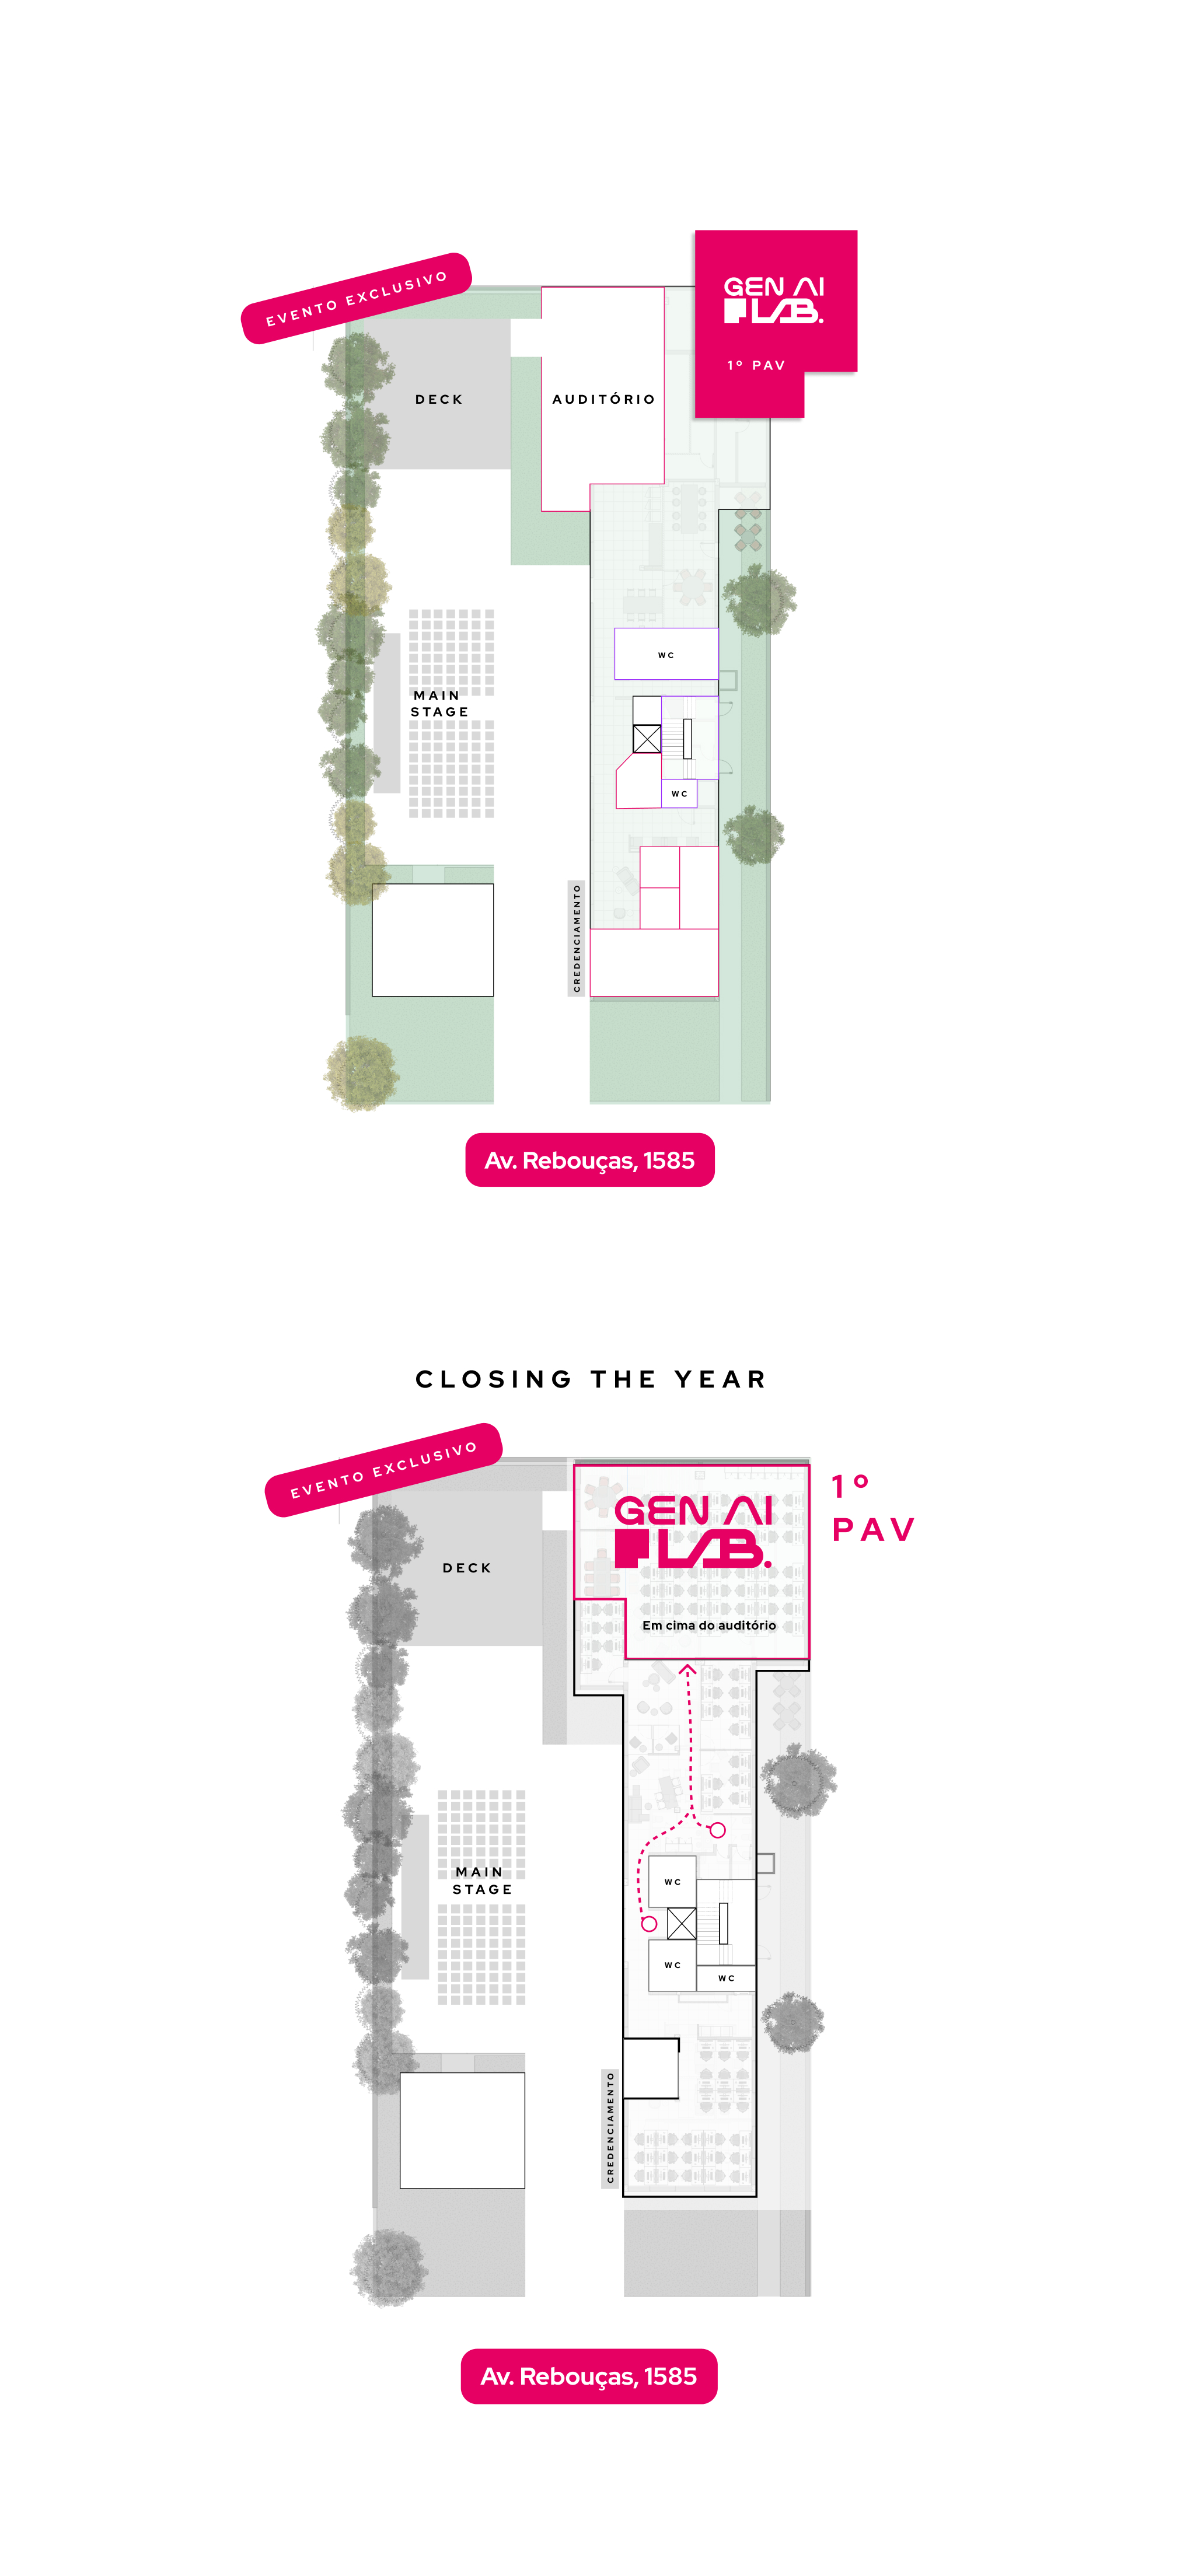 EVENTO EXCLUSIVO
GEN AI
LAB.
1º PAV
DECK
AUDITÓRIO
WC
MAIN
STAGE
WC
CREDENCIAMENTO
Av. Rebouças, 1585
CLOSING THE YEAR
EVENTO EXCLUSIVO
GEN AI
LAB.
1º
PAV
DECK
Em cima do auditório
MAIN
STAGE
WC
WC
WC
CREDENCIAMENTO
Av. Rebouças, 1585